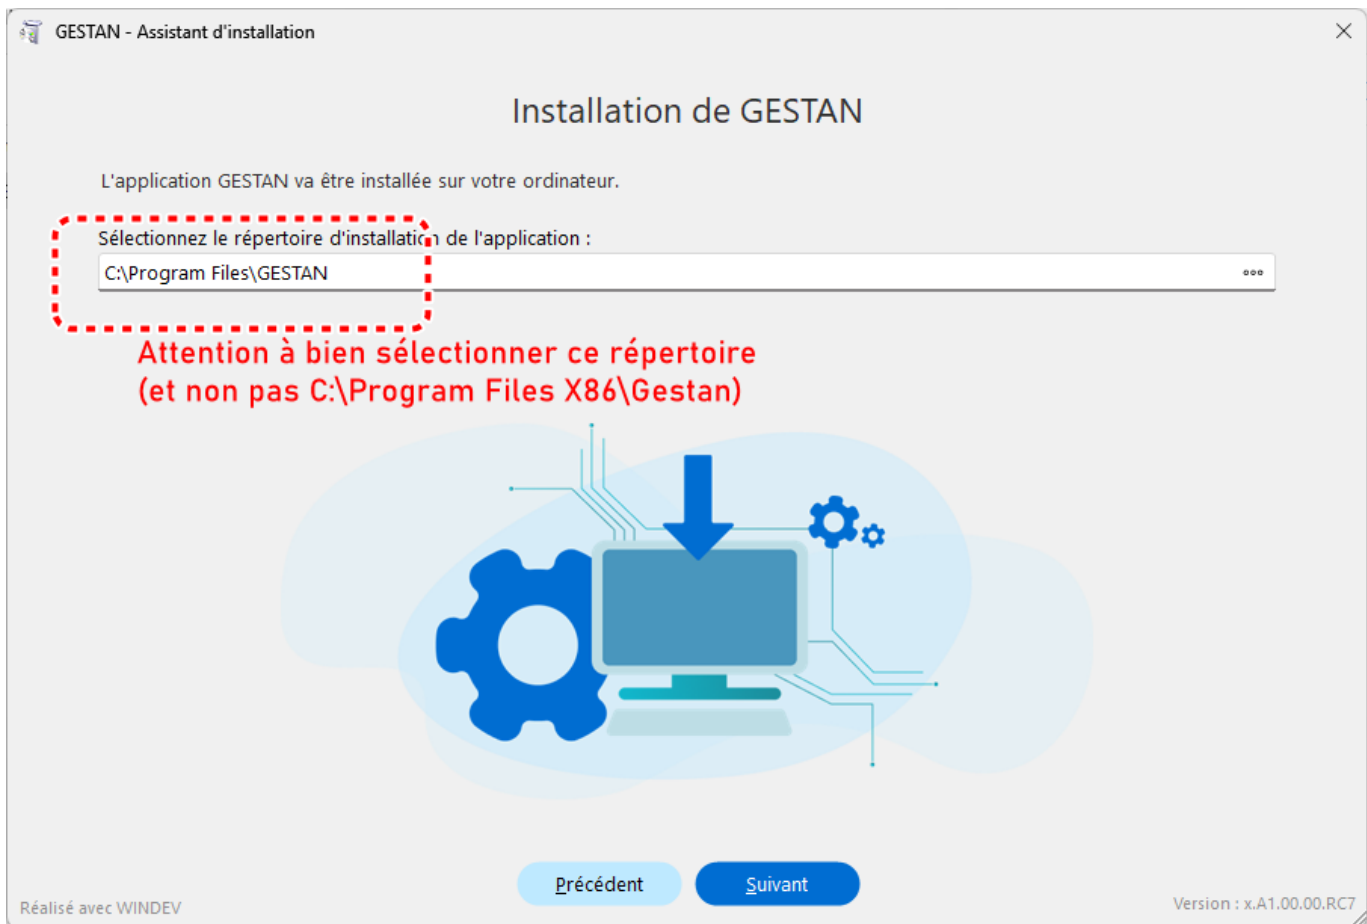 GESTAN - Assistant d'installation
Installation de GESTAN
L'application GESTAN va être installée sur votre ordinateur.
Sélectionnez le répertoire d'installation de l'application :
C:\Program Files\GESTAN
Attention à bien sélectionner ce répertoire
(et non pas C:\Program Files X86\Gestan)
Précédent
Suivant
Réalisé avec WINDEV
Version : x.A1.00.00.RC7